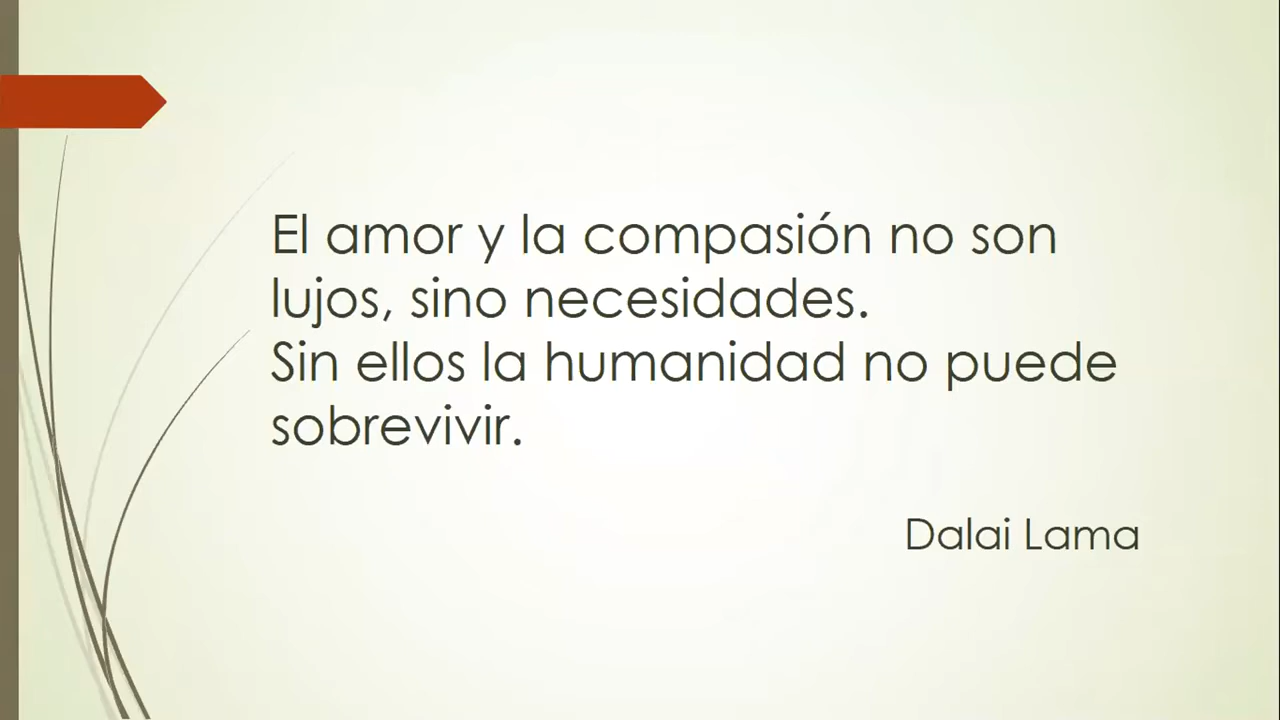 El amor y la compasión no son
lujos, sino necesidades.
Sin ellos la humanidad no puede
sobrevivir.
Dalai Lama